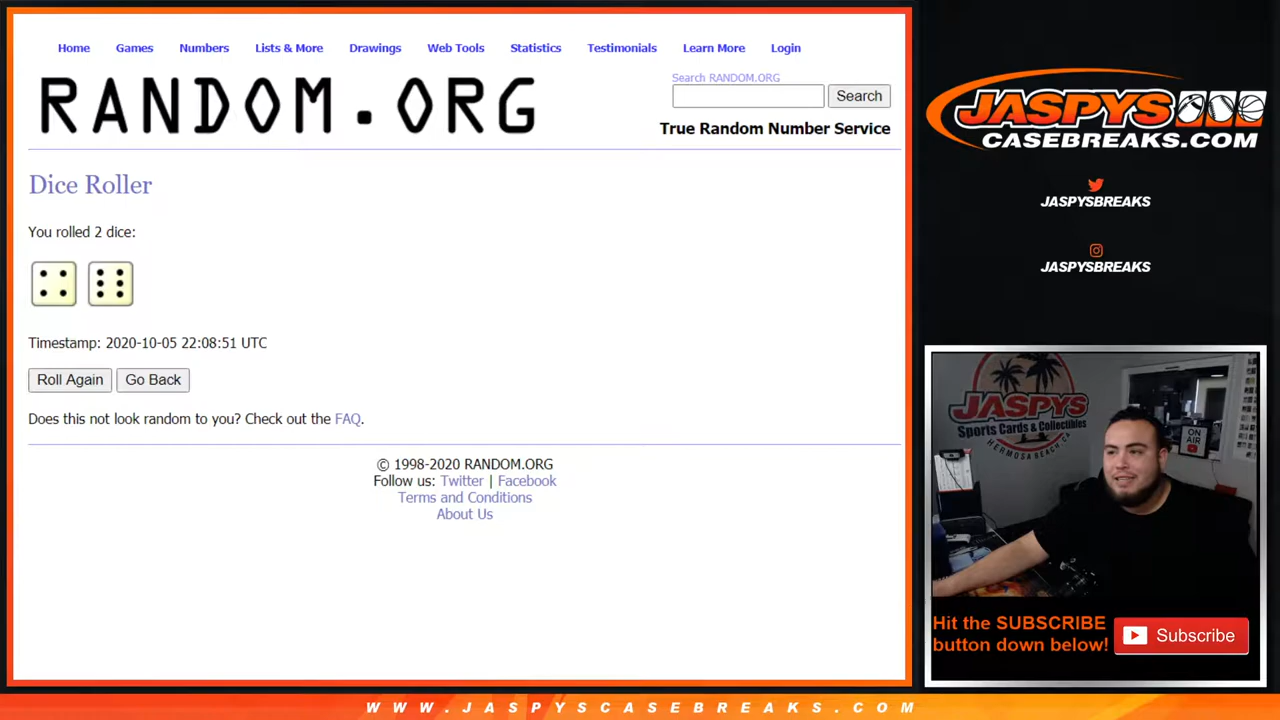 Home Games Numbers Lists & More Drawings Web Tools Statistics Testimonials Learn More Login
RANDOM.ORG
Search RANDOM.ORG
Search
True Random Number Service
Dice Roller
You rolled 2 dice:
Timestamp: 2020-10-05 22:08:51 UTC
Roll Again Go Back
Does this not look random to you? Check out the FAQ.
© 1998-2020 RANDOM.ORG
Follow us: Twitter | Facebook
Terms and Conditions
About Us
JASPYS
CASEBREAKS.COM
JASPYSBREAKS
JASPYSBREAKS
JASPYS
Sports Cards & Collectibles
HERMOSA BEACH, CA
ON
AIR
Hit the SUBSCRIBE
button down below!
Subscribe
WWW.JASPYSCASEBREAKS.COM